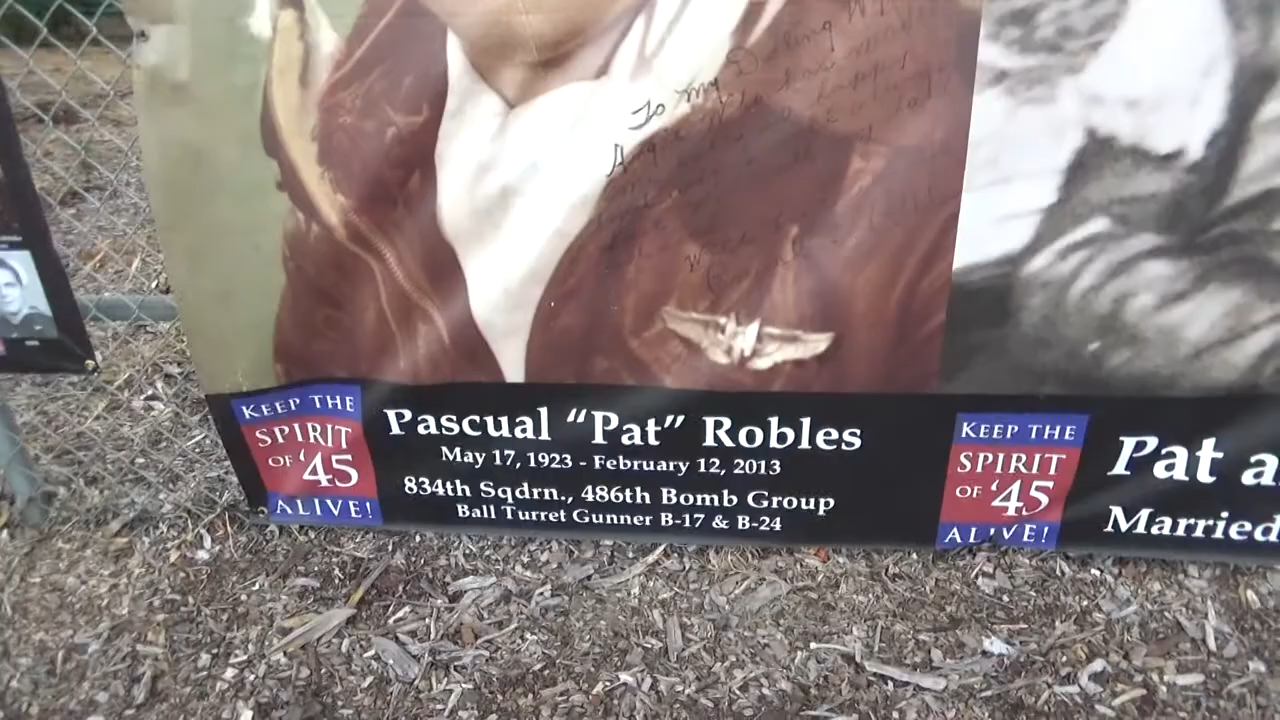 To my Darling
KEEP THE
SPIRIT
OF '45
ALIVE!
Pascual “Pat” Robles
May 17, 1923 - February 12, 2013
834th Sqdrn., 486th Bomb Group
Ball Turret Gunner B-17 & B-24
KEEP THE
SPIRIT
OF '45
ALIVE!
Pat a
Married